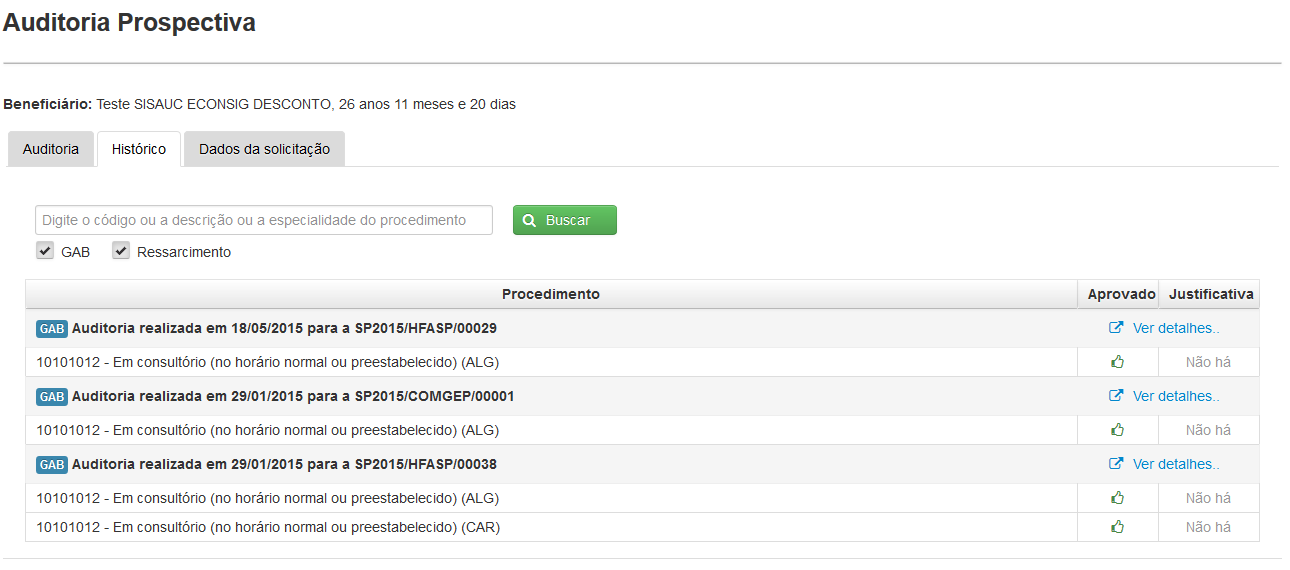 Auditoria Prospectiva
Beneficiário: Teste SISAUC ECONSIG DESCONTO, 26 anos 11 meses e 20 dias
Auditoria Histórico Dados da solicitação
Digite o código ou a descrição ou a especialidade do procedimento Buscar
GAB Ressarcimento
Procedimento Aprovado Justificativa
GAB Auditoria realizada em 18/05/2015 para a SP2015/HFASP/00029 Ver detalhes..
10101012 - Em consultório (no horário normal ou preestabelecido) (ALG) Não há
GAB Auditoria realizada em 29/01/2015 para a SP2015/COMGEP/00001 Ver detalhes..
10101012 - Em consultório (no horário normal ou preestabelecido) (ALG) Não há
GAB Auditoria realizada em 29/01/2015 para a SP2015/HFASP/00038 Ver detalhes..
10101012 - Em consultório (no horário normal ou preestabelecido) (ALG) Não há
10101012 - Em consultório (no horário normal ou preestabelecido) (CAR) Não há